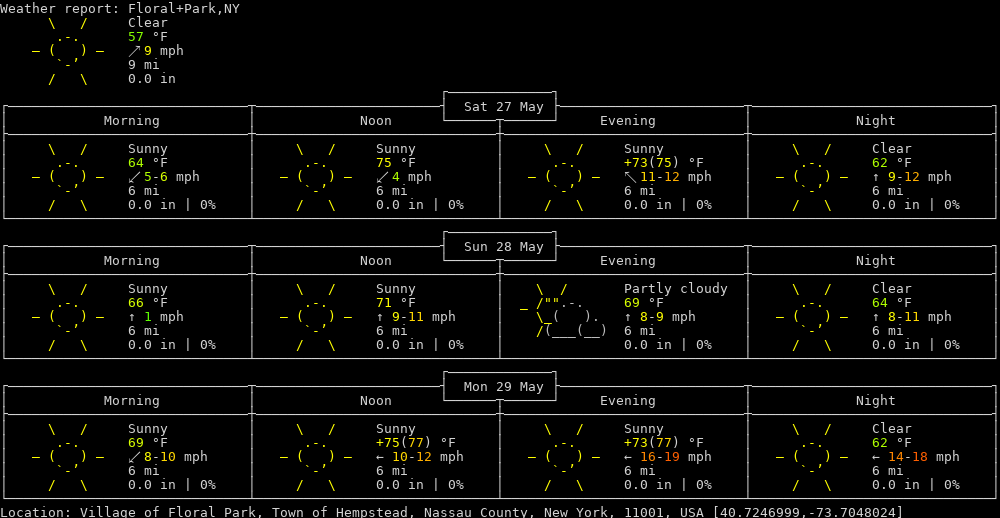 Weather report: Floral+Park,NY
Clear
57 °F
↗ 9 mph
9 mi
0.0 in
Sat 27 May
Morning Noon Evening Night
Sunny Sunny Sunny Clear
64 °F 75 °F +73(75) °F 62 °F
↙ 5-6 mph ↙ 4 mph ↖ 11-12 mph ↑ 9-12 mph
6 mi 6 mi 6 mi 6 mi
0.0 in | 0% 0.0 in | 0% 0.0 in | 0% 0.0 in | 0%
Sun 28 May
Morning Noon Evening Night
Sunny Sunny Partly cloudy Clear
66 °F 71 °F 69 °F 64 °F
↑ 1 mph ↑ 9-11 mph ↑ 8-9 mph ↑ 8-11 mph
6 mi 6 mi 6 mi 6 mi
0.0 in | 0% 0.0 in | 0% 0.0 in | 0% 0.0 in | 0%
Mon 29 May
Morning Noon Evening Night
Sunny Sunny Sunny Clear
69 °F +75(77) °F +73(77) °F 62 °F
↙ 8-10 mph ← 10-12 mph ← 16-19 mph ← 14-18 mph
6 mi 6 mi 6 mi 6 mi
0.0 in | 0% 0.0 in | 0% 0.0 in | 0% 0.0 in | 0%
Location: Village of Floral Park, Town of Hempstead, Nassau County, New York, 11001, USA [40.7246999,-73.7048024]